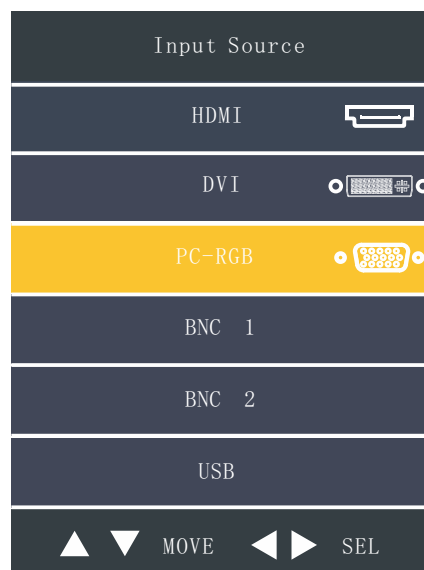 Input Source
HDMI
DVI
PC-RGB
BNC 1
BNC 2
USB
MOVE SEL